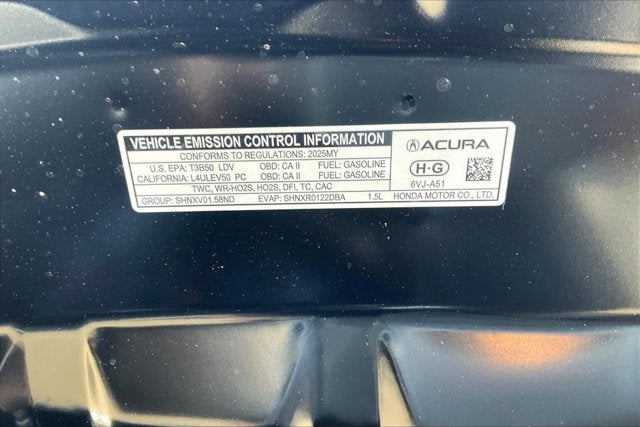 VEHICLE EMISSION CONTROL INFORMATION
CONFORMS TO REGULATIONS: 2025MY
U.S. EPA: T3B50 LDV OBD: CA II FUEL: GASOLINE
CALIFORNIA: L4ULEV50 PC OBD: CA II FUEL: GASOLINE
TWC, WR-HO2S, HO2S, DFI, TC, CAC
GROUP: SHNXV01.58ND EVAP: SHNXR0122DBA 1.5L
ACURA
H·G
6VJ-A51
HONDA MOTOR CO., LTD.